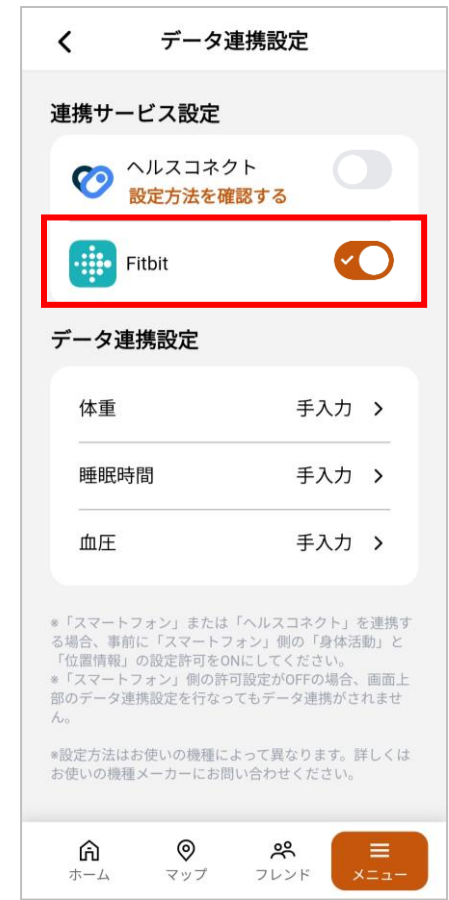 データ連携設定
連携サービス設定
ヘルスコネクト
設定方法を確認する
Fitbit
データ連携設定
体重 手入力
睡眠時間 手入力
血圧 手入力
※「スマートフォン」または「ヘルスコネクト」を連携す
る場合、事前に「スマートフォン」側の「身体活動」と
「位置情報」の設定許可をONにしてください。
※「スマートフォン」側の許可設定がOFFの場合、画面上
部のデータ連携設定を行なってもデータ連携がされませ
ん。
※設定方法はお使いの機種によって異なります。詳しくは
お使いの機種メーカーにお問い合わせください。
ホーム マップ フレンド メニュー